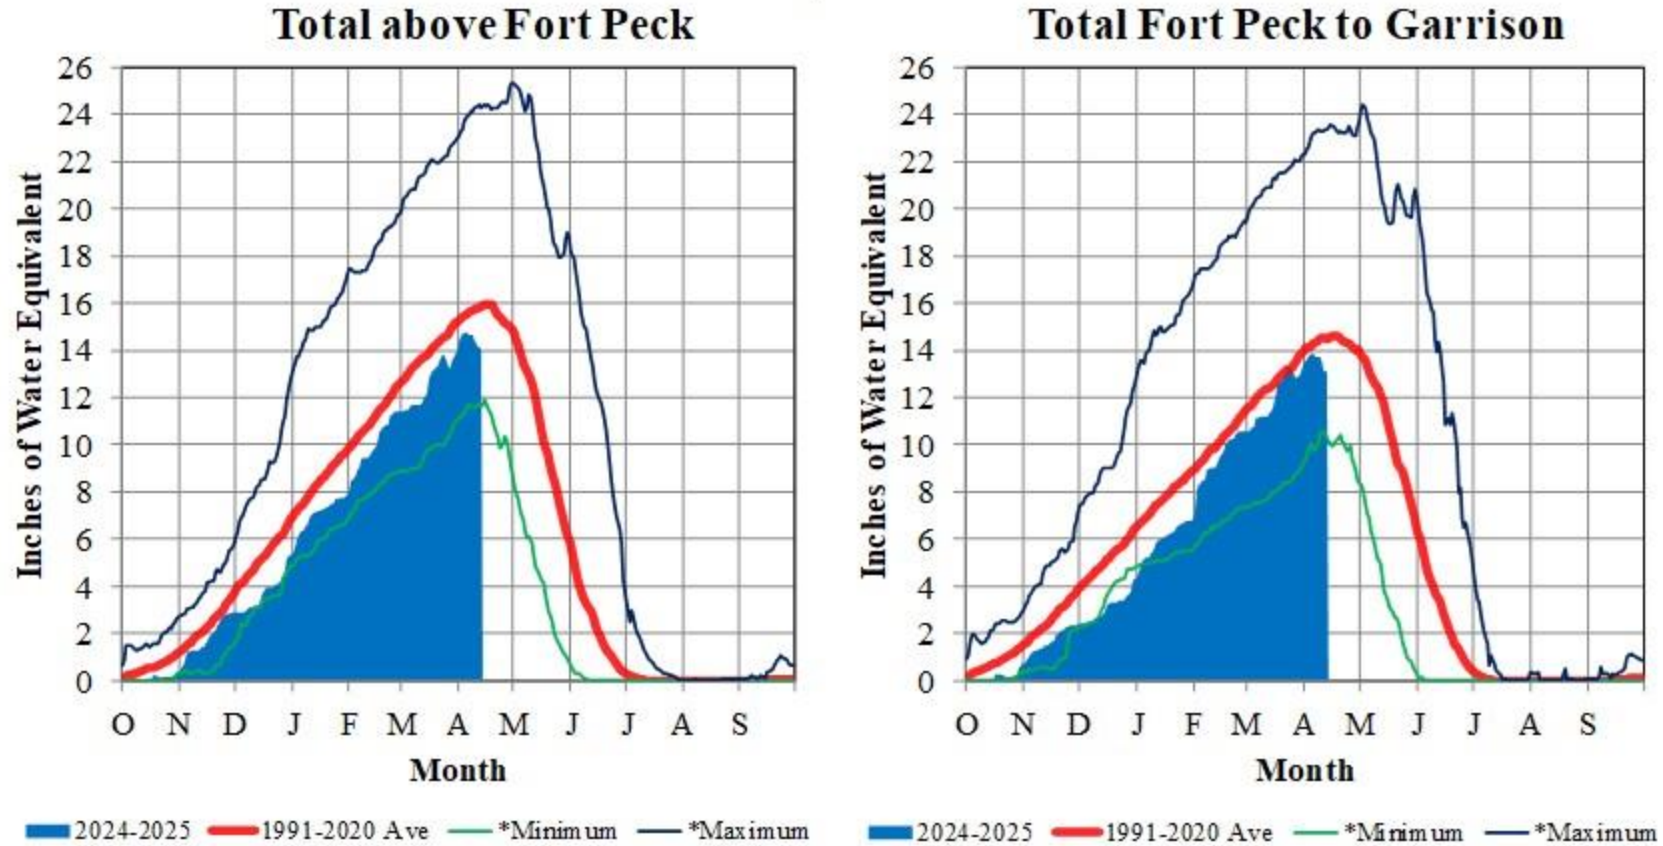 Total above Fort Peck
Total Fort Peck to Garrison
Inches of Water Equivalent
26
24
22
20
18
16
14
12
10
8
6
4
2
0
O N D J F M A M J J A S
Month
2024-2025 1991-2020 Ave *Minimum *Maximum
Inches of Water Equivalent
26
24
22
20
18
16
14
12
10
8
6
4
2
0
O N D J F M A M J J A S
Month
2024-2025 1991-2020 Ave *Minimum *Maximum